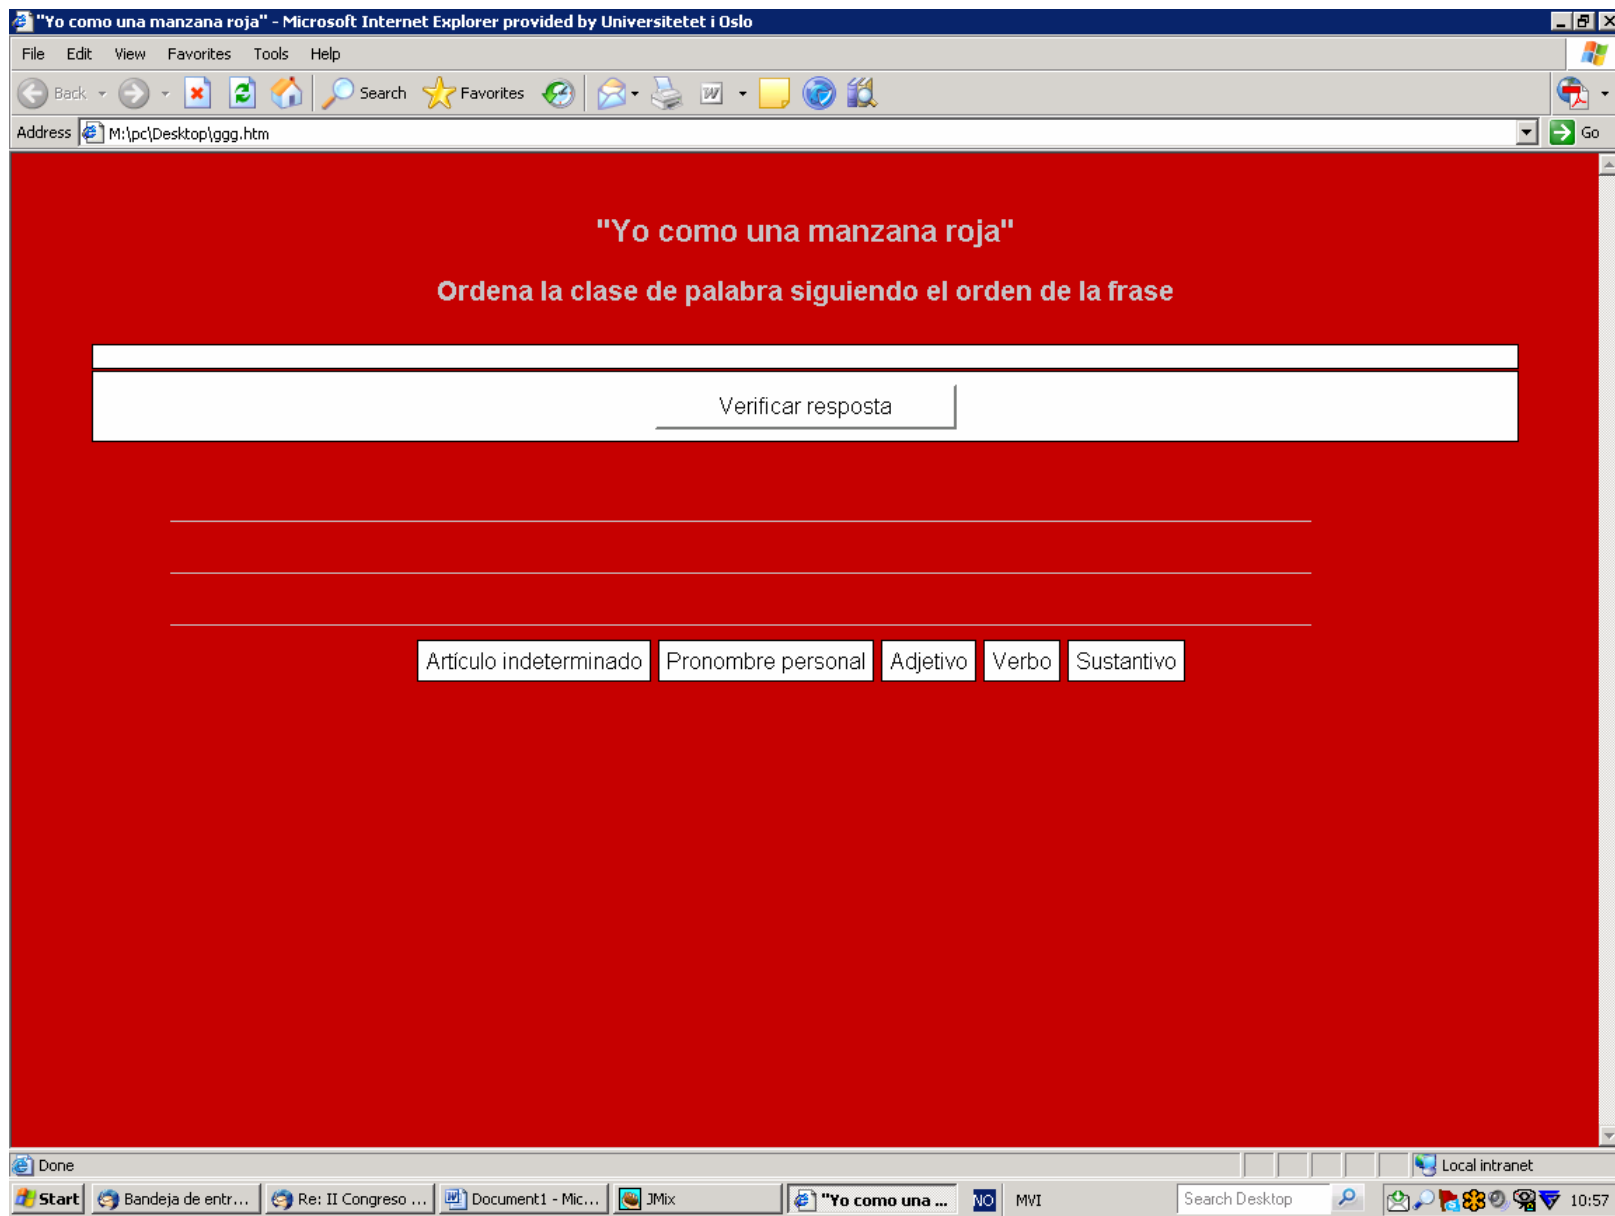 "Yo como una manzana roja" - Microsoft Internet Explorer provided by Universitetet i Oslo
File Edit View Favorites Tools Help
Back Search Favorites
Address M:\pc\Desktop\ggg.htm Go
"Yo como una manzana roja"
Ordena la clase de palabra siguiendo el orden de la frase
Verificar resposta
Artículo indeterminado Pronombre personal Adjetivo Verbo Sustantivo
Done Local intranet
Start Bandeja de entr... Re: II Congreso ... Document1 - Mic... JMix "Yo como una ... NO MVI Search Desktop 10:57